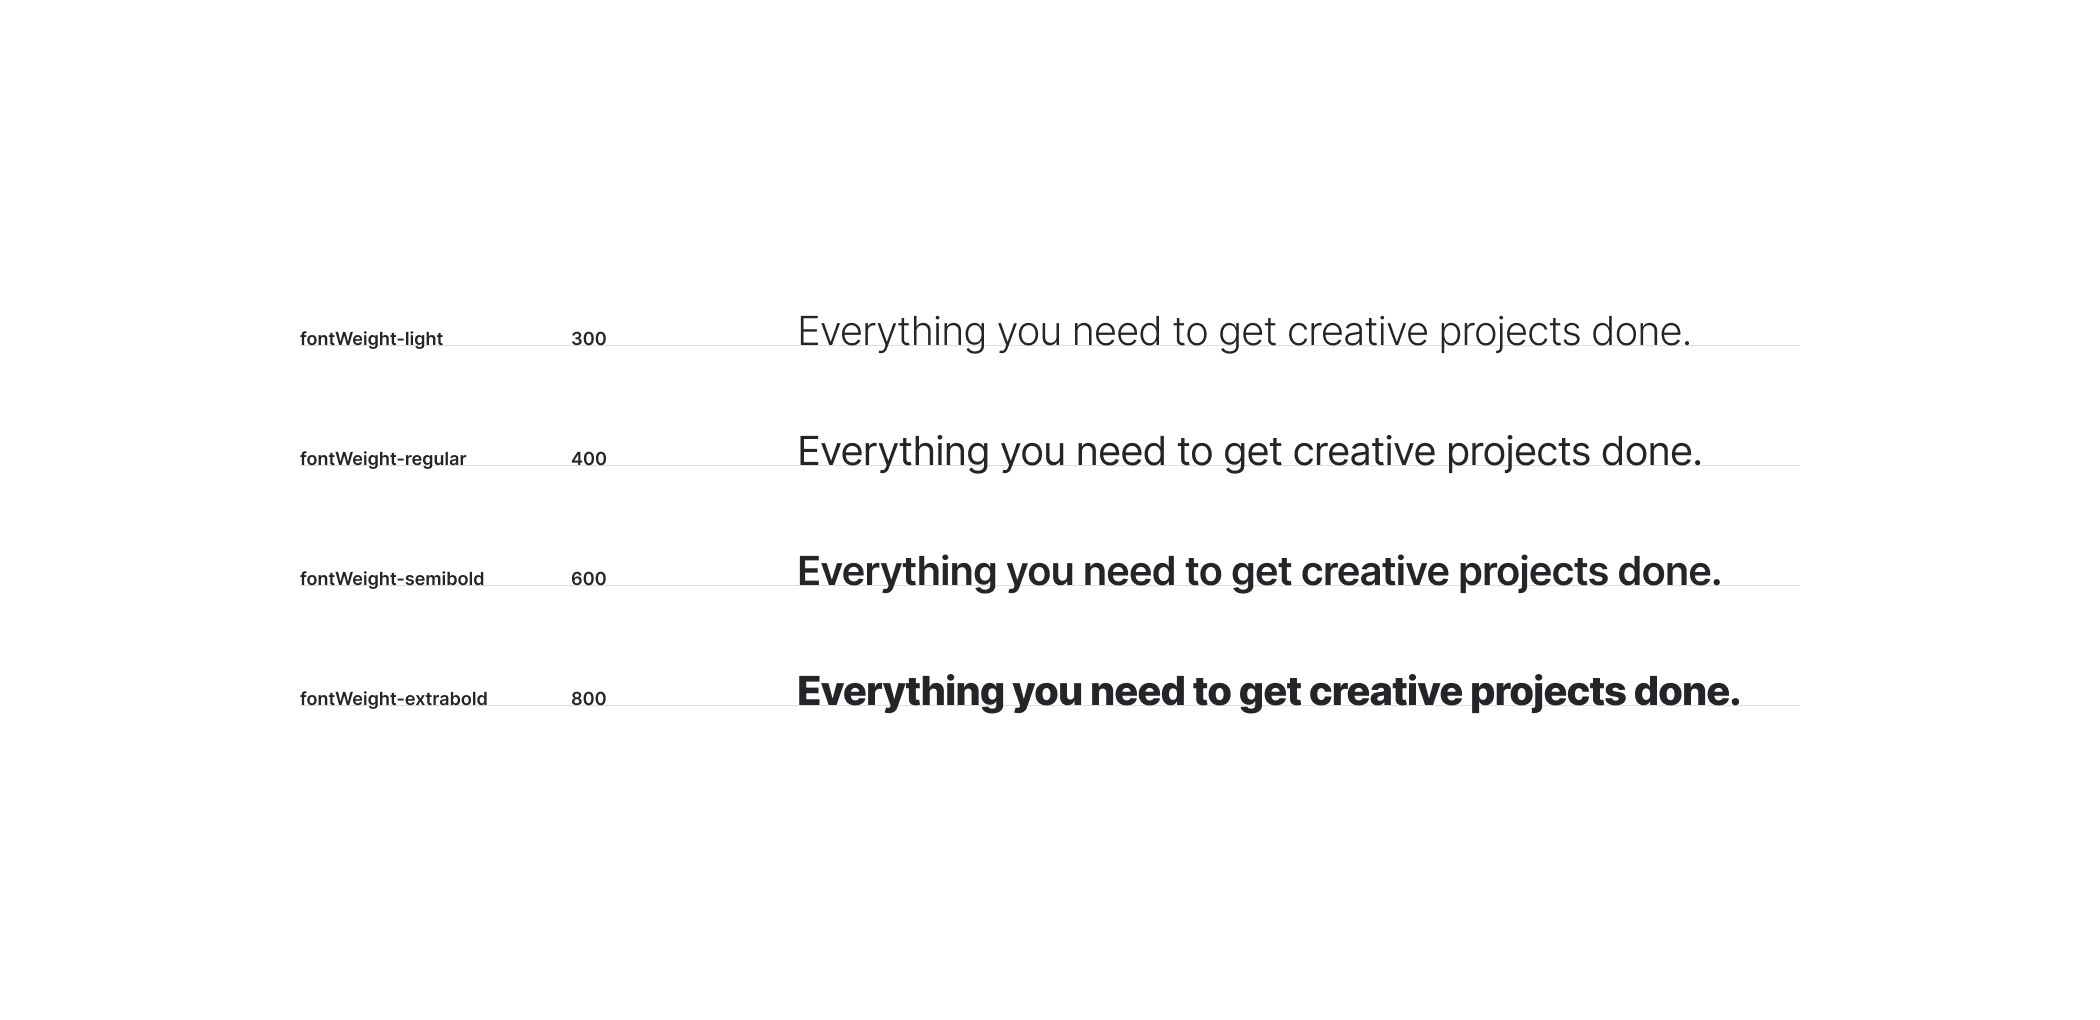 fontWeight-light 300 Everything you need to get creative projects done.
fontWeight-regular 400 Everything you need to get creative projects done.
fontWeight-semibold 600 Everything you need to get creative projects done.
fontWeight-extrabold 800 Everything you need to get creative projects done.